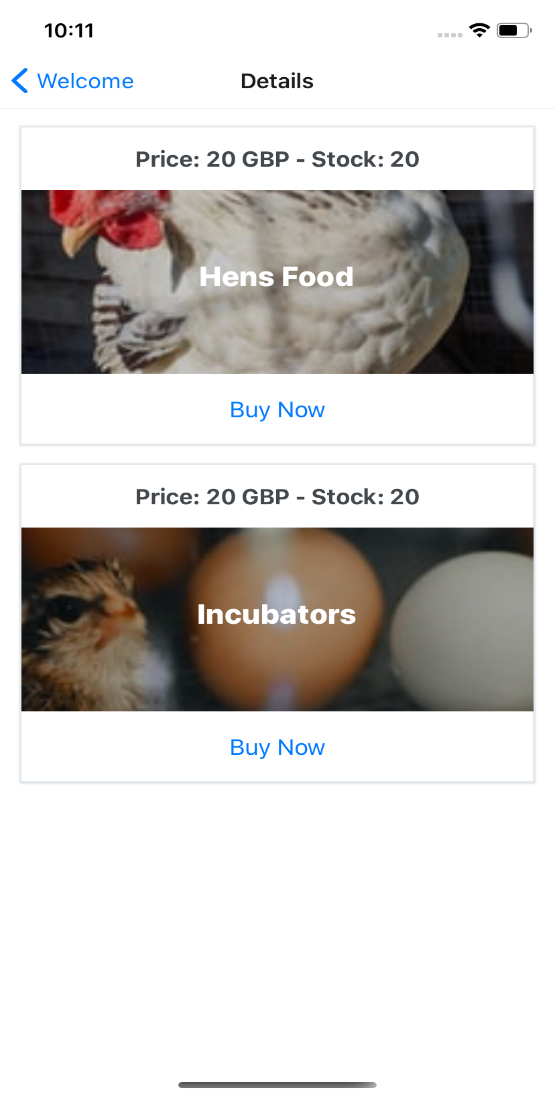 10:11
Welcome
Details
Price: 20 GBP - Stock: 20
Hens Food
Buy Now
Price: 20 GBP - Stock: 20
Incubators
Buy Now